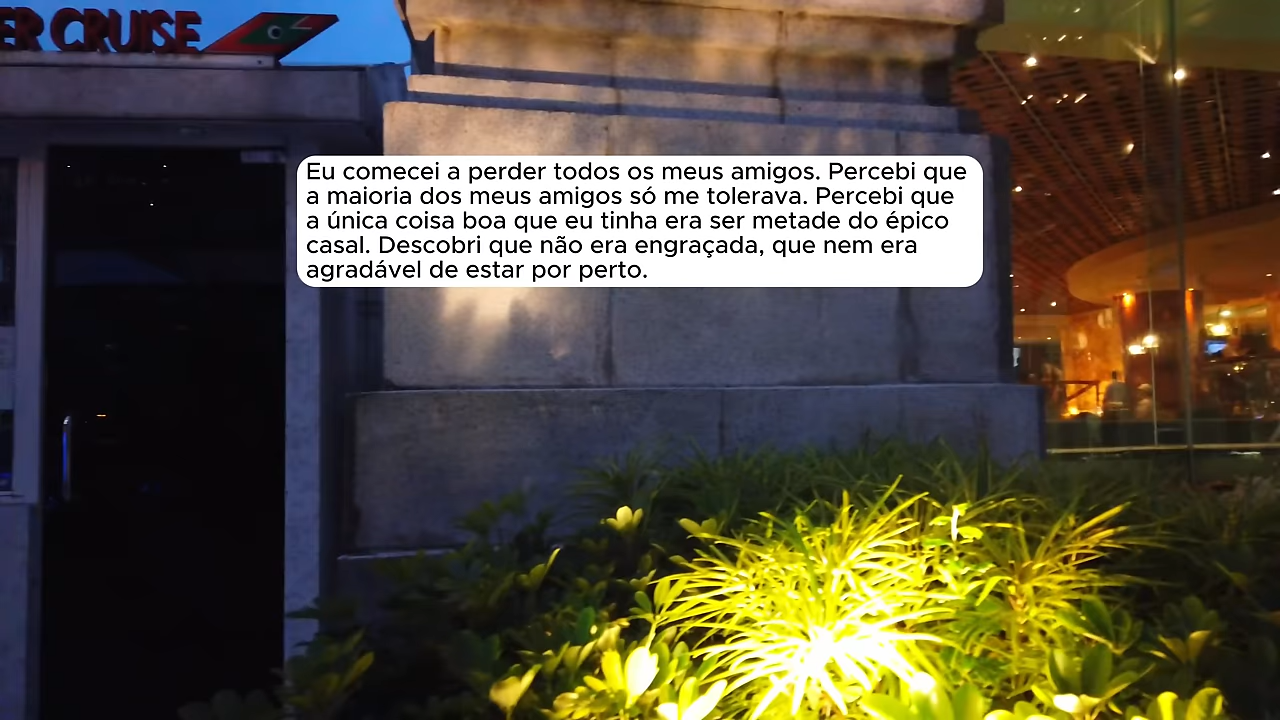 ER CRUISE
Eu comecei a perder todos os meus amigos. Percebi que
a maioria dos meus amigos só me tolerava. Percebi que
a única coisa boa que eu tinha era ser metade do épico
casal. Descobri que não era engraçada, que nem era
agradável de estar por perto.